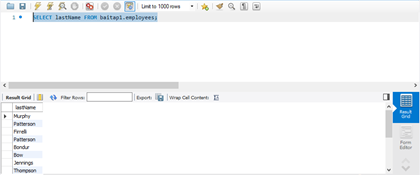 Limit to 1000 rows
1
SELECT lastName FROM baitap1.employees;
Result Grid
Filter Rows:
Export:
Wrap Cell Content:
lastName
Murphy
Patterson
Firrelli
Patterson
Bondur
Bow
Jennings
Thompson
Result
Grid
Form
Editor